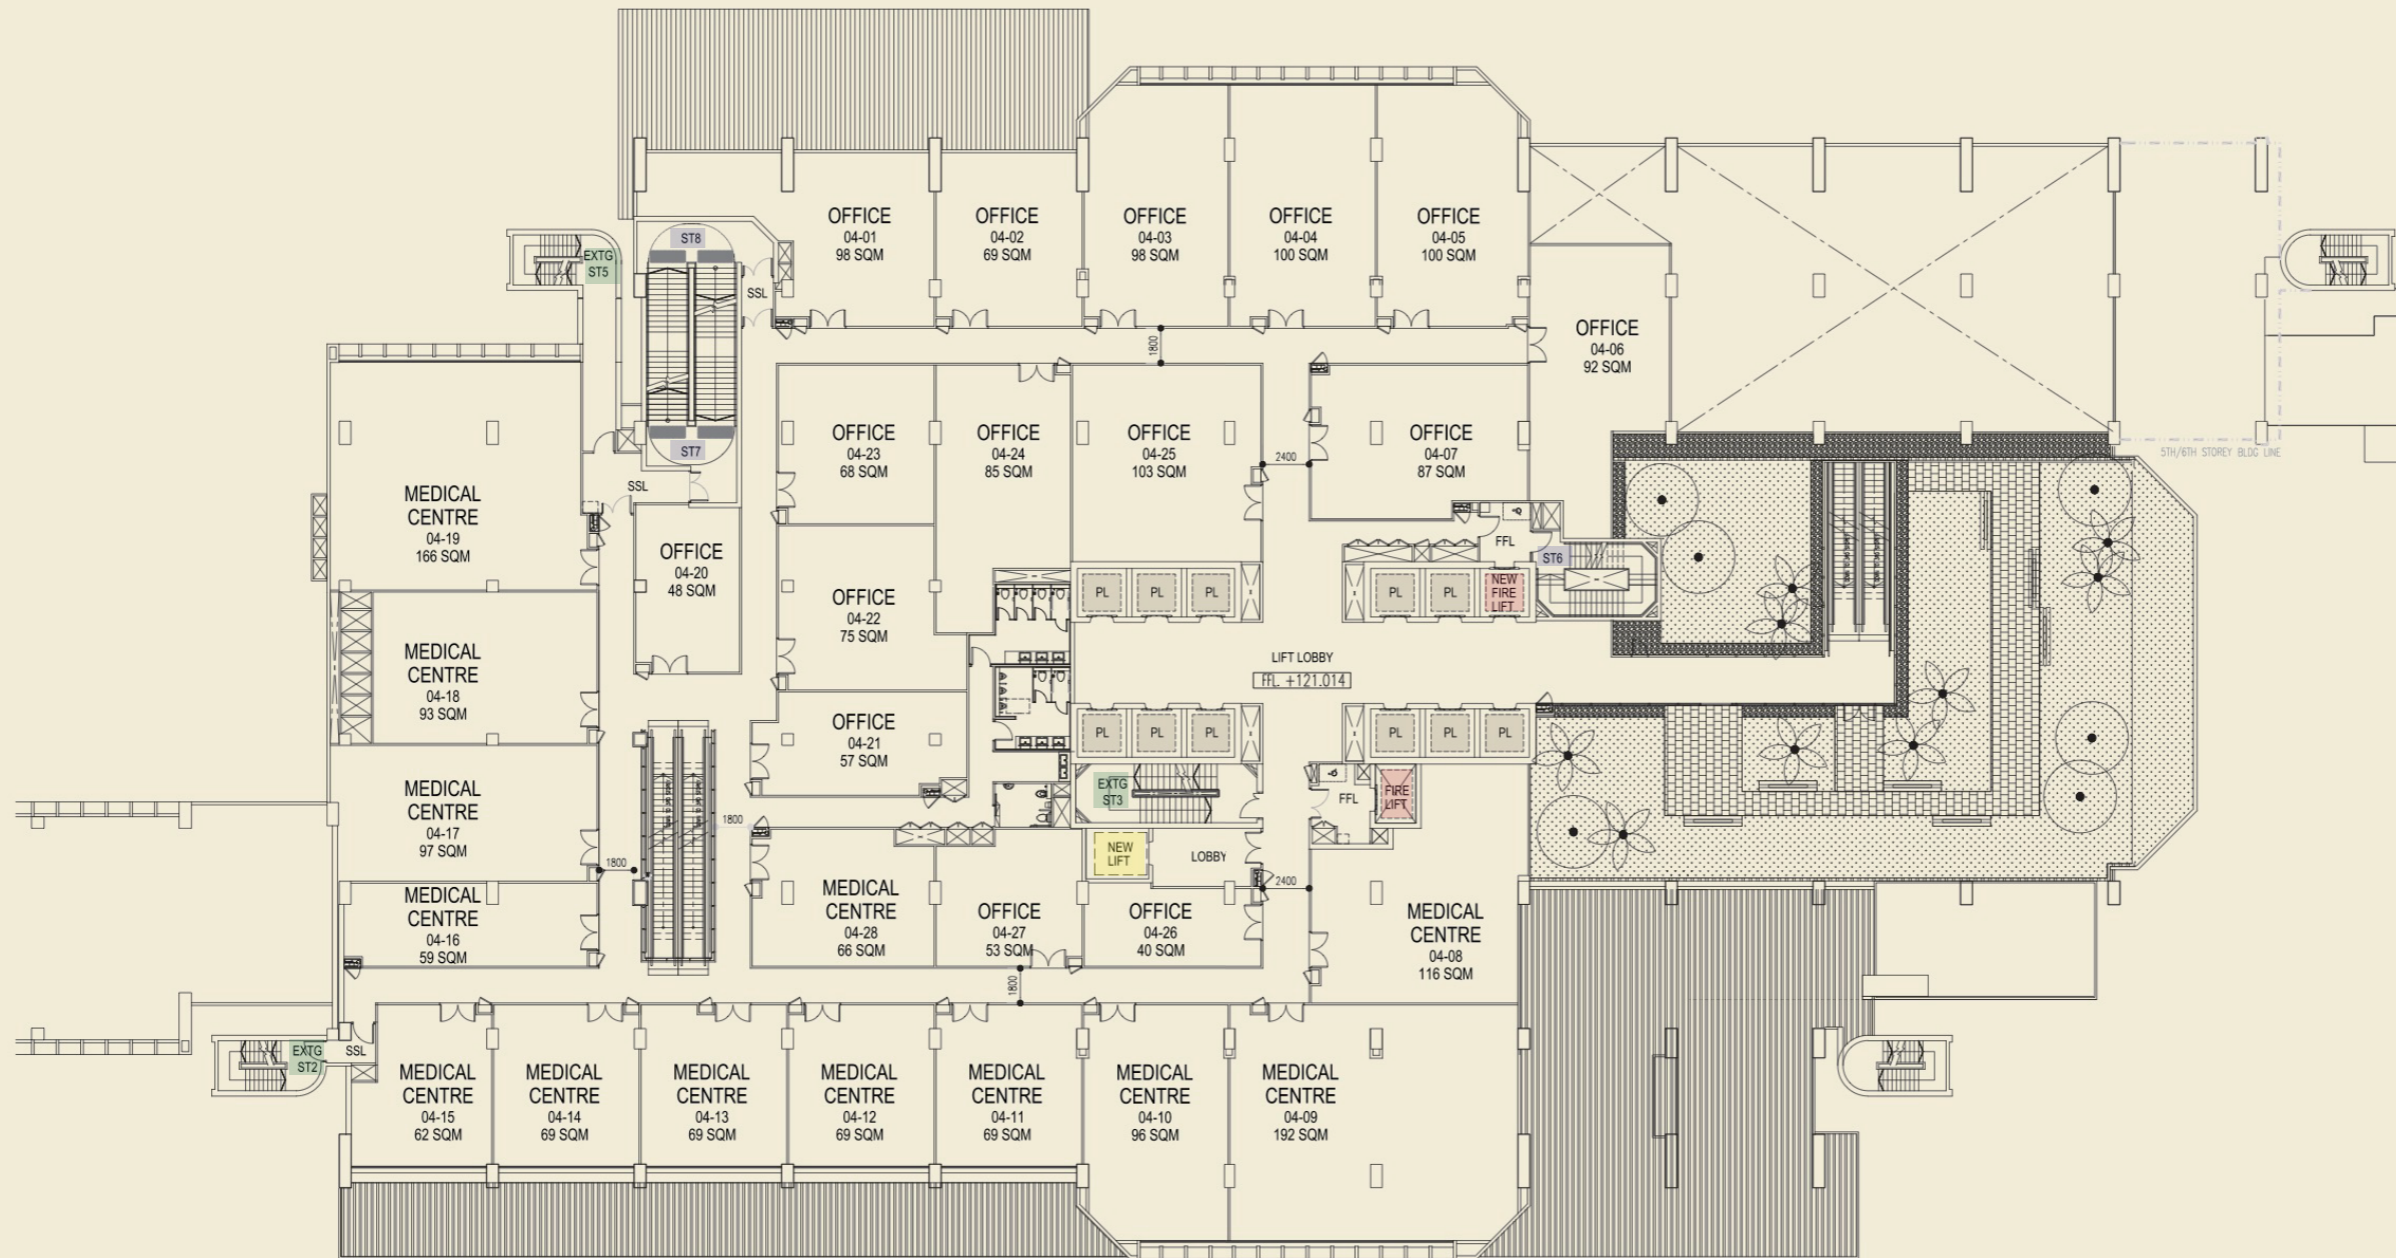 OFFICE
04-01
98 SQM
OFFICE
04-02
69 SQM
OFFICE
04-03
98 SQM
OFFICE
04-04
100 SQM
OFFICE
04-05
100 SQM
ST8
EXTG
ST5
SSL
1800
OFFICE
04-06
92 SQM
OFFICE
04-23
68 SQM
OFFICE
04-24
85 SQM
OFFICE
04-25
103 SQM
2400
OFFICE
04-07
87 SQM
ST7
5TH/6TH STOREY BLDG LINE
SSL
MEDICAL
CENTRE
04-19
166 SQM
OFFICE
04-20
48 SQM
FFL
ST6
OFFICE
04-22
75 SQM
PL
PL
PL
PL
PL
NEW
FIRE
LIFT
MEDICAL
CENTRE
04-18
93 SQM
LIFT LOBBY
FFL +121.014
OFFICE
04-21
57 SQM
PL
PL
PL
PL
PL
PL
EXTG
ST3
FFL
FIRE
LIFT
MEDICAL
CENTRE
04-17
97 SQM
1800
1800
NEW
LIFT
LOBBY
2400
MEDICAL
CENTRE
04-16
59 SQM
MEDICAL
CENTRE
04-28
66 SQM
OFFICE
04-27
53 SQM
OFFICE
04-26
40 SQM
MEDICAL
CENTRE
04-08
116 SQM
1800
EXTG
ST2
SSL
MEDICAL
CENTRE
04-15
62 SQM
MEDICAL
CENTRE
04-14
69 SQM
MEDICAL
CENTRE
04-13
69 SQM
MEDICAL
CENTRE
04-12
69 SQM
MEDICAL
CENTRE
04-11
69 SQM
MEDICAL
CENTRE
04-10
96 SQM
MEDICAL
CENTRE
04-09
192 SQM